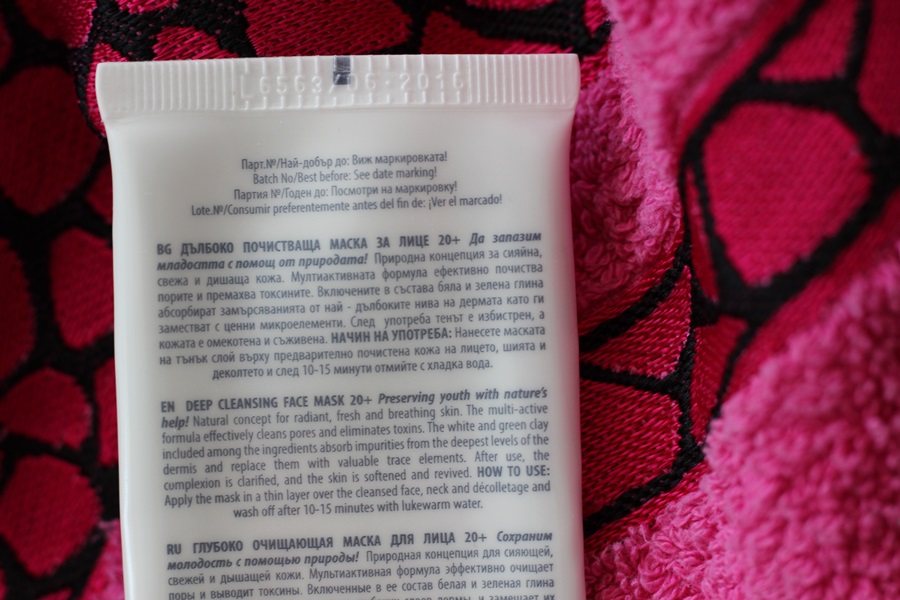 L6563/06:2016
Парт.№/Най-добър до: Виж маркировката!
Batch No/Best before: See date marking!
Партия №/Годен до: Посмотри на маркировку!
Lote.№/Consumir preferentemente antes del fin de: ¡Ver el marcado!
BG ДЪЛБОКО ПОЧИСТВАЩА МАСКА ЗА ЛИЦЕ 20+ Да запазим
младостта с помощ от природата! Природна концепция за сияйна,
свежа и дишаща кожа. Мултиактивната формула ефективно почиства
порите и премахва токсините. Включените в състава бяла и зелена глина
абсорбират замърсяванията от най - дълбоките нива на дермата като ги
заместват с ценни микроелементи. След употреба тенът е избистрен, а
кожата е омекотена и съживена. НАЧИН НА УПОТРЕБА: Нанесете маската
на тънък слой върху предварително почистена кожа на лицето, шията и
деколтето и след 10-15 минути отмийте с хладка вода.
EN DEEP CLEANSING FACE MASK 20+ Preserving youth with nature's
help! Natural concept for radiant, fresh and breathing skin. The multi-active
formula effectively cleans pores and eliminates toxins. The white and green clay
included among the ingredients absorb impurities from the deepest levels of the
dermis and replace them with valuable trace elements. After use, the
complexion is clarified, and the skin is softened and revived. HOW TO USE:
Apply the mask in a thin layer over the cleansed face, neck and décolletage and
wash off after 10-15 minutes with lukewarm water.
RU ГЛУБОКО ОЧИЩАЮЩАЯ МАСКА ДЛЯ ЛИЦА 20+ Сохраним
молодость с помощью природы! Природная концепция для сияющей,
свежей и дышащей кожи. Мультиактивная формула эффективно очищает
поры и выводит токсины. Включенные в ее состав белая и зеленая глина
дермы, и замещает их